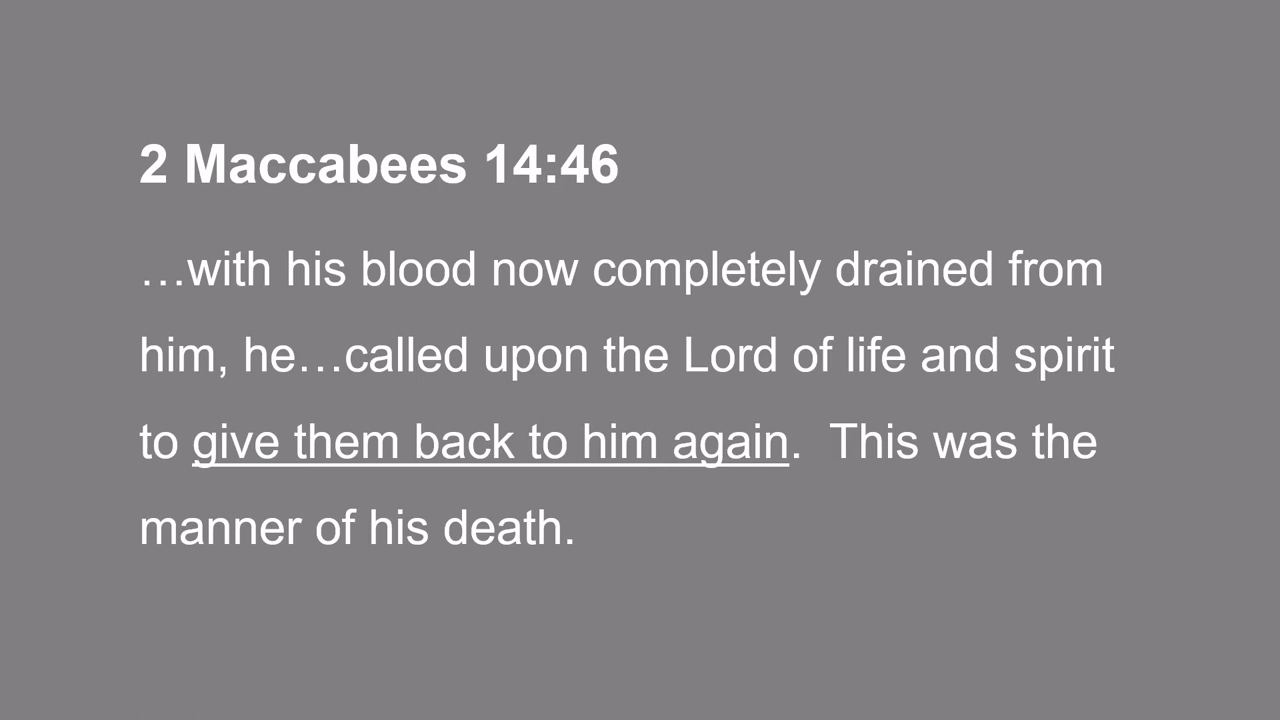 2 Maccabees 14:46
…with his blood now completely drained from
him, he…called upon the Lord of life and spirit
to give them back to him again.  This was the
manner of his death.